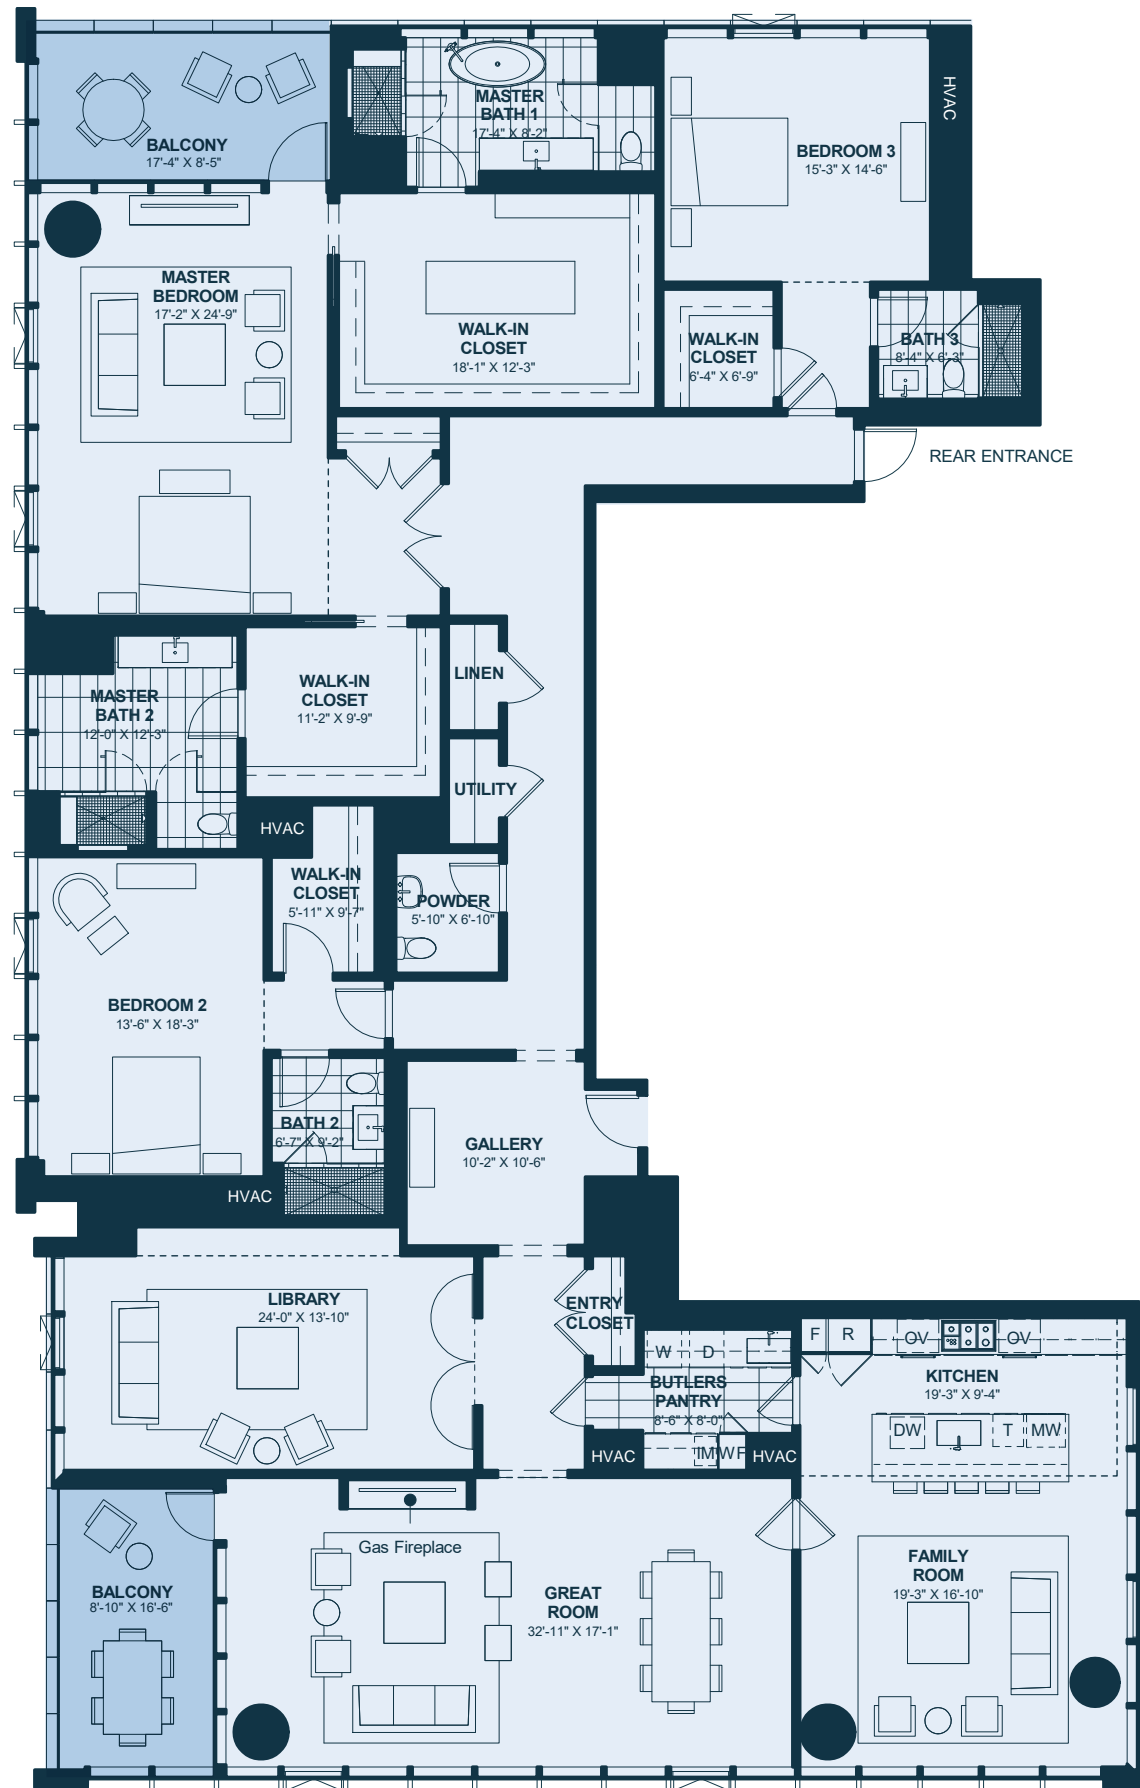 BALCONY
17'-4" X 8'-5"
MASTER
BATH 1
17'-4" X 8'-2"
BEDROOM 3
15'-3" X 14'-6"
HVAC
MASTER
BEDROOM
17'-2" X 24'-9"
WALK-IN
CLOSET
18'-1" X 12'-3"
WALK-IN
CLOSET
6'-4" X 6'-9"
BATH 3
8'-4" X 6'-3"
REAR ENTRANCE
MASTER
BATH 2
12'-0" X 12'-3"
WALK-IN
CLOSET
11'-2" X 9'-9"
LINEN
UTILITY
HVAC
WALK-IN
CLOSET
5'-11" X 9'-7"
POWDER
5'-10" X 6'-10"
BEDROOM 2
13'-6" X 18'-3"
BATH 2
6'-7" X 9'-2"
HVAC
GALLERY
10'-2" X 10'-6"
LIBRARY
24'-0" X 13'-10"
ENTRY
CLOSET
W D
BUTLERS
PANTRY
8'-6" X 8'-0"
HVAC
IM WF
HVAC
F R
OV OV
KITCHEN
19'-3" X 9'-4"
DW T MW
Gas Fireplace
BALCONY
8'-10" X 16'-6"
GREAT
ROOM
32'-11" X 17'-1"
FAMILY
ROOM
19'-3" X 16'-10"